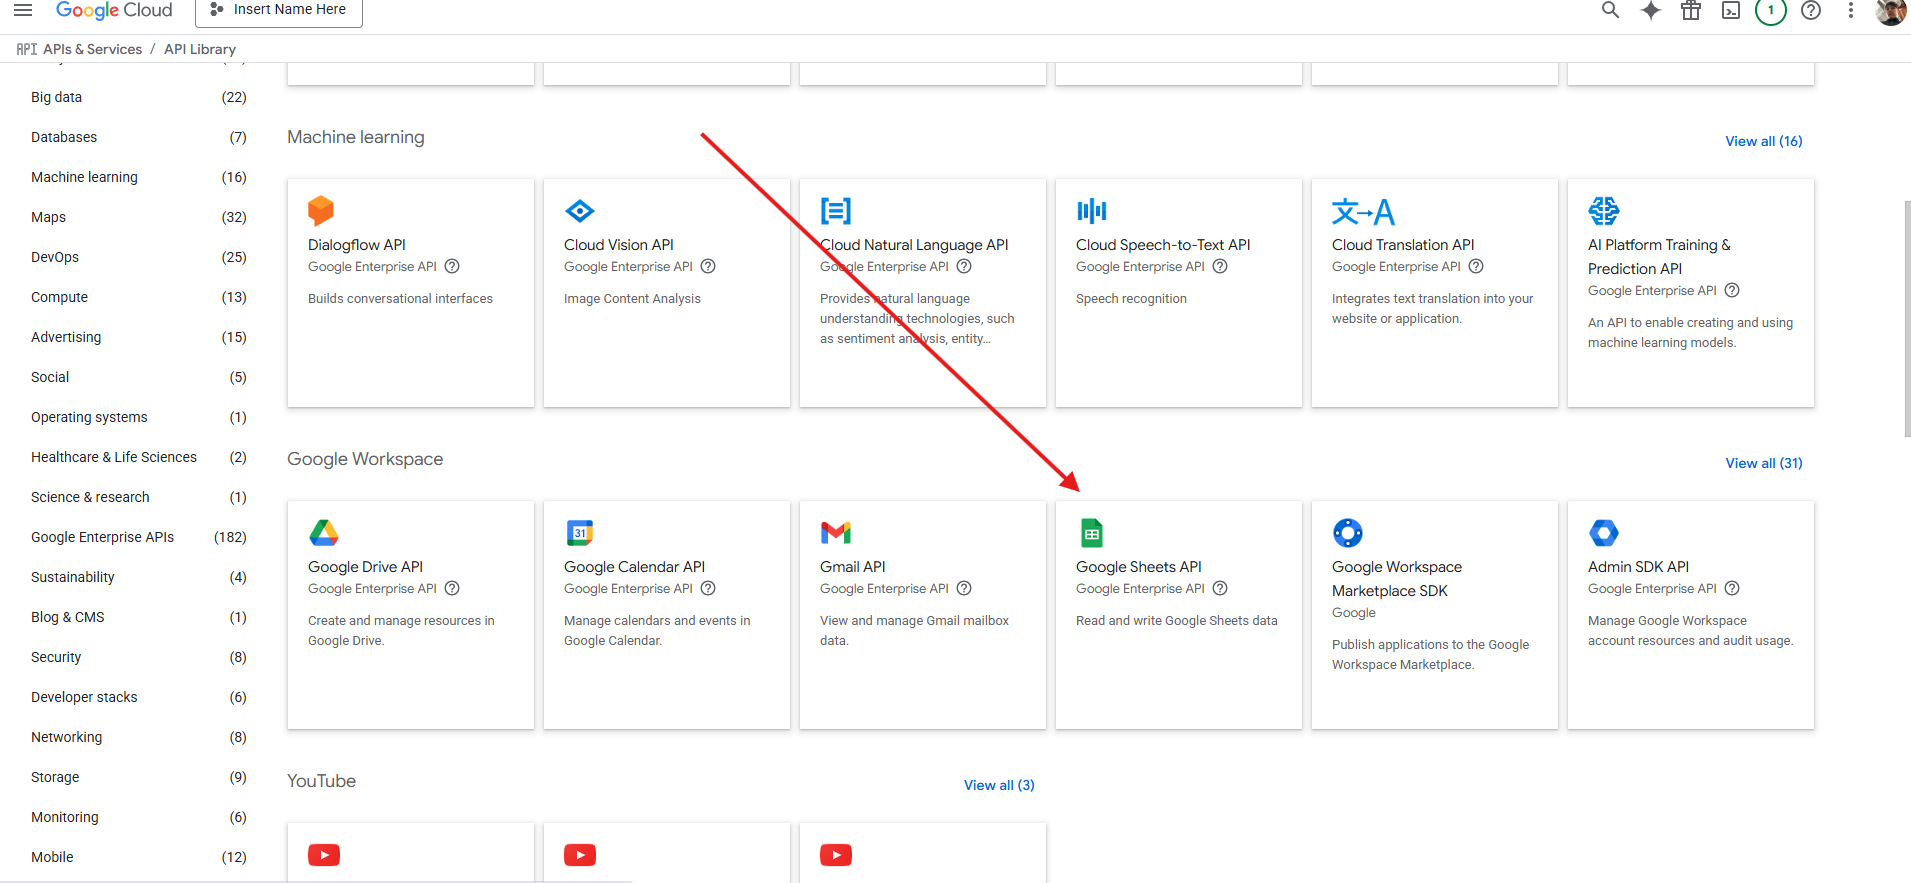 Google Cloud
Insert Name Here
1
API APIs & Services / API Library
Big data (22)
Databases (7)
Machine learning (16)
Maps (32)
DevOps (25)
Compute (13)
Advertising (15)
Social (5)
Operating systems (1)
Healthcare & Life Sciences (2)
Science & research (1)
Google Enterprise APIs (182)
Sustainability (4)
Blog & CMS (1)
Security (8)
Developer stacks (6)
Networking (8)
Storage (9)
Monitoring (6)
Mobile (12)
Machine learning
View all (16)
Dialogflow API
Google Enterprise API
Builds conversational interfaces
Cloud Vision API
Google Enterprise API
Image Content Analysis
Cloud Natural Language API
Google Enterprise API
Provides natural language
understanding technologies, such
as sentiment analysis, entity...
Cloud Speech-to-Text API
Google Enterprise API
Speech recognition
文→A
Cloud Translation API
Google Enterprise API
Integrates text translation into your
website or application.
AI Platform Training &
Prediction API
Google Enterprise API
An API to enable creating and using
machine learning models.
Google Workspace
View all (31)
Google Drive API
Google Enterprise API
Create and manage resources in
Google Drive.
31
Google Calendar API
Google Enterprise API
Manage calendars and events in
Google Calendar.
Gmail API
Google Enterprise API
View and manage Gmail mailbox
data.
Google Sheets API
Google Enterprise API
Read and write Google Sheets data
Google Workspace
Marketplace SDK
Google
Publish applications to the Google
Workspace Marketplace.
Admin SDK API
Google Enterprise API
Manage Google Workspace
account resources and audit usage.
YouTube
View all (3)